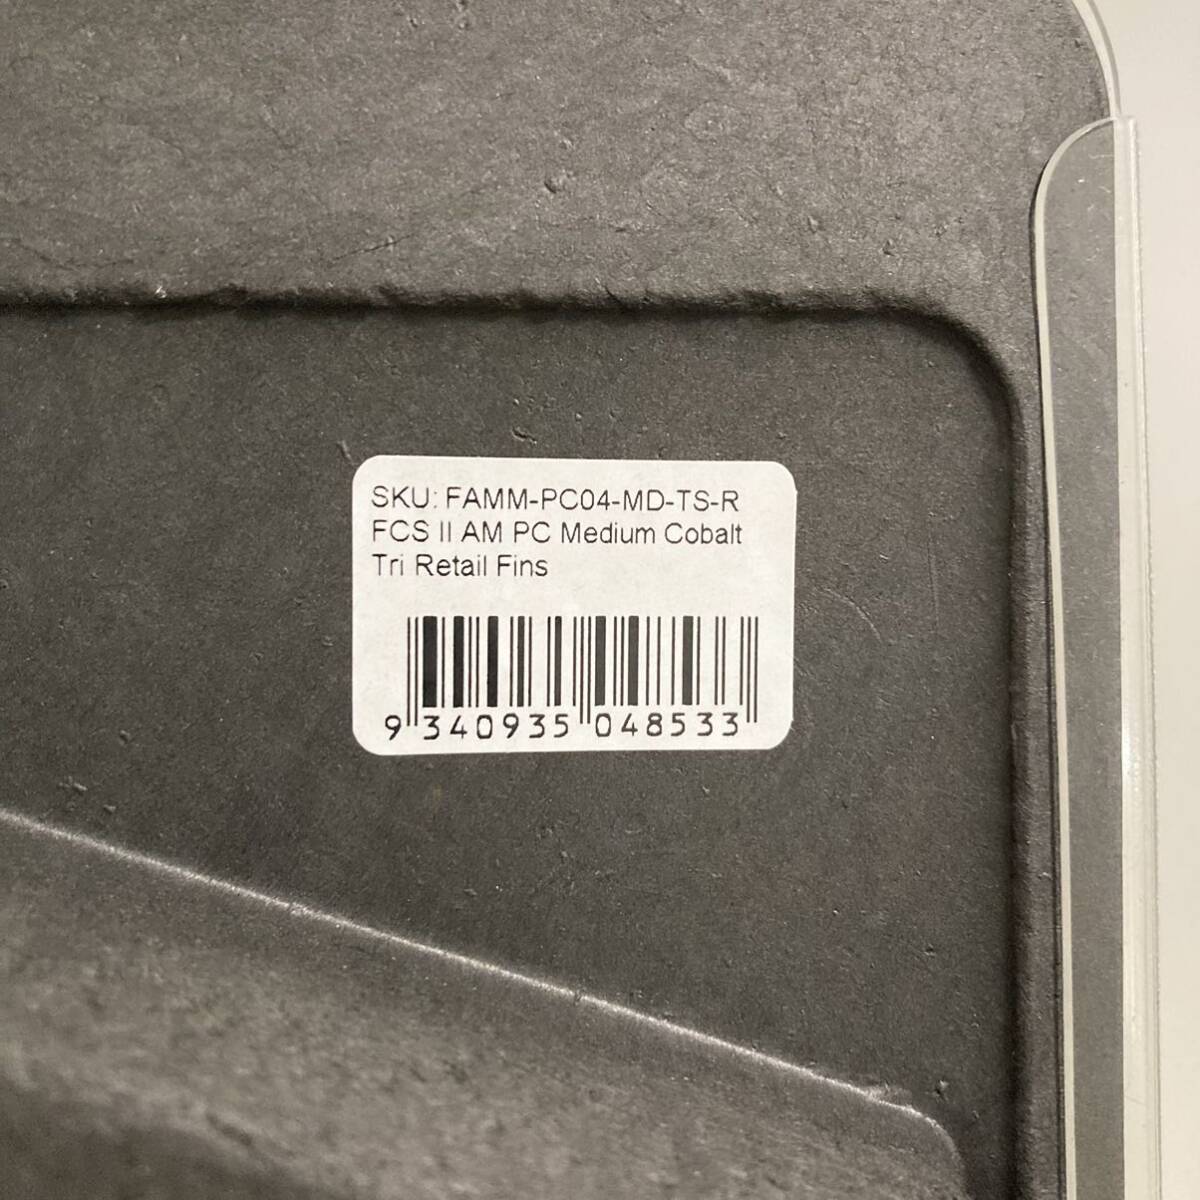 SKU: FAMM-PC04-MD-TS-R
FCS II AM PC Medium Cobalt
Tri Retail Fins
9 340935 048533